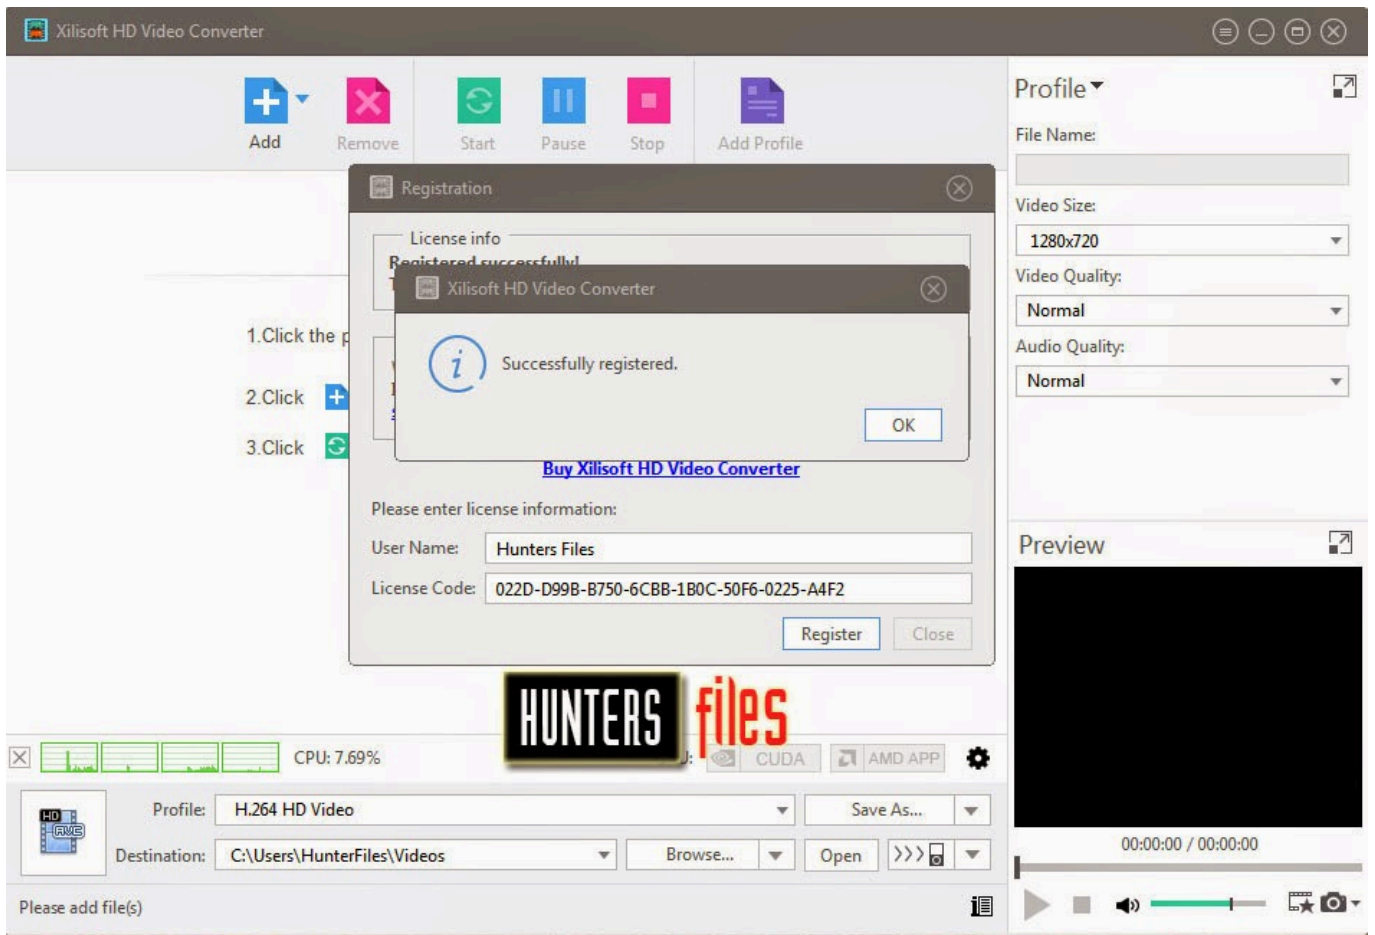 Xilisoft HD Video Converter
Add
Remove
Start
Pause
Stop
Add Profile
Registration
License info
Registered successfully!
Xilisoft HD Video Converter
Successfully registered.
OK
1.Click the
2.Click
3.Click
Buy Xilisoft HD Video Converter
Please enter license information:
User Name: Hunters Files
License Code: 022D-D99B-B750-6CBB-1B0C-50F6-0225-A4F2
Register Close
HUNTERS files
CPU: 7.69%
CUDA
AMD APP
Profile: H.264 HD Video
Save As...
HD
AVC
Destination: C:\Users\HunterFiles\Videos
Browse...
Open
>>>
Please add file(s)
Profile
File Name:
Video Size:
1280x720
Video Quality:
Normal
Audio Quality:
Normal
Preview
00:00:00 / 00:00:00